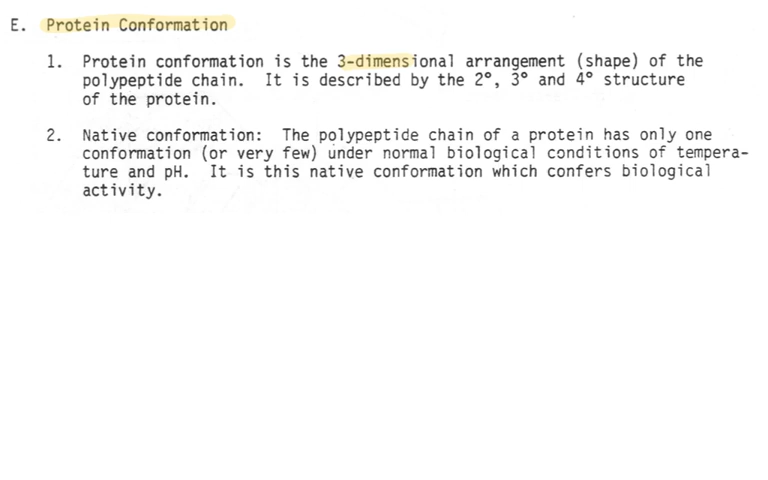 E. Protein Conformation
1. Protein conformation is the 3-dimensional arrangement (shape) of the
polypeptide chain. It is described by the 2°, 3° and 4° structure
of the protein.
2. Native conformation: The polypeptide chain of a protein has only one
conformation (or very few) under normal biological conditions of tempera-
ture and pH. It is this native conformation which confers biological
activity.